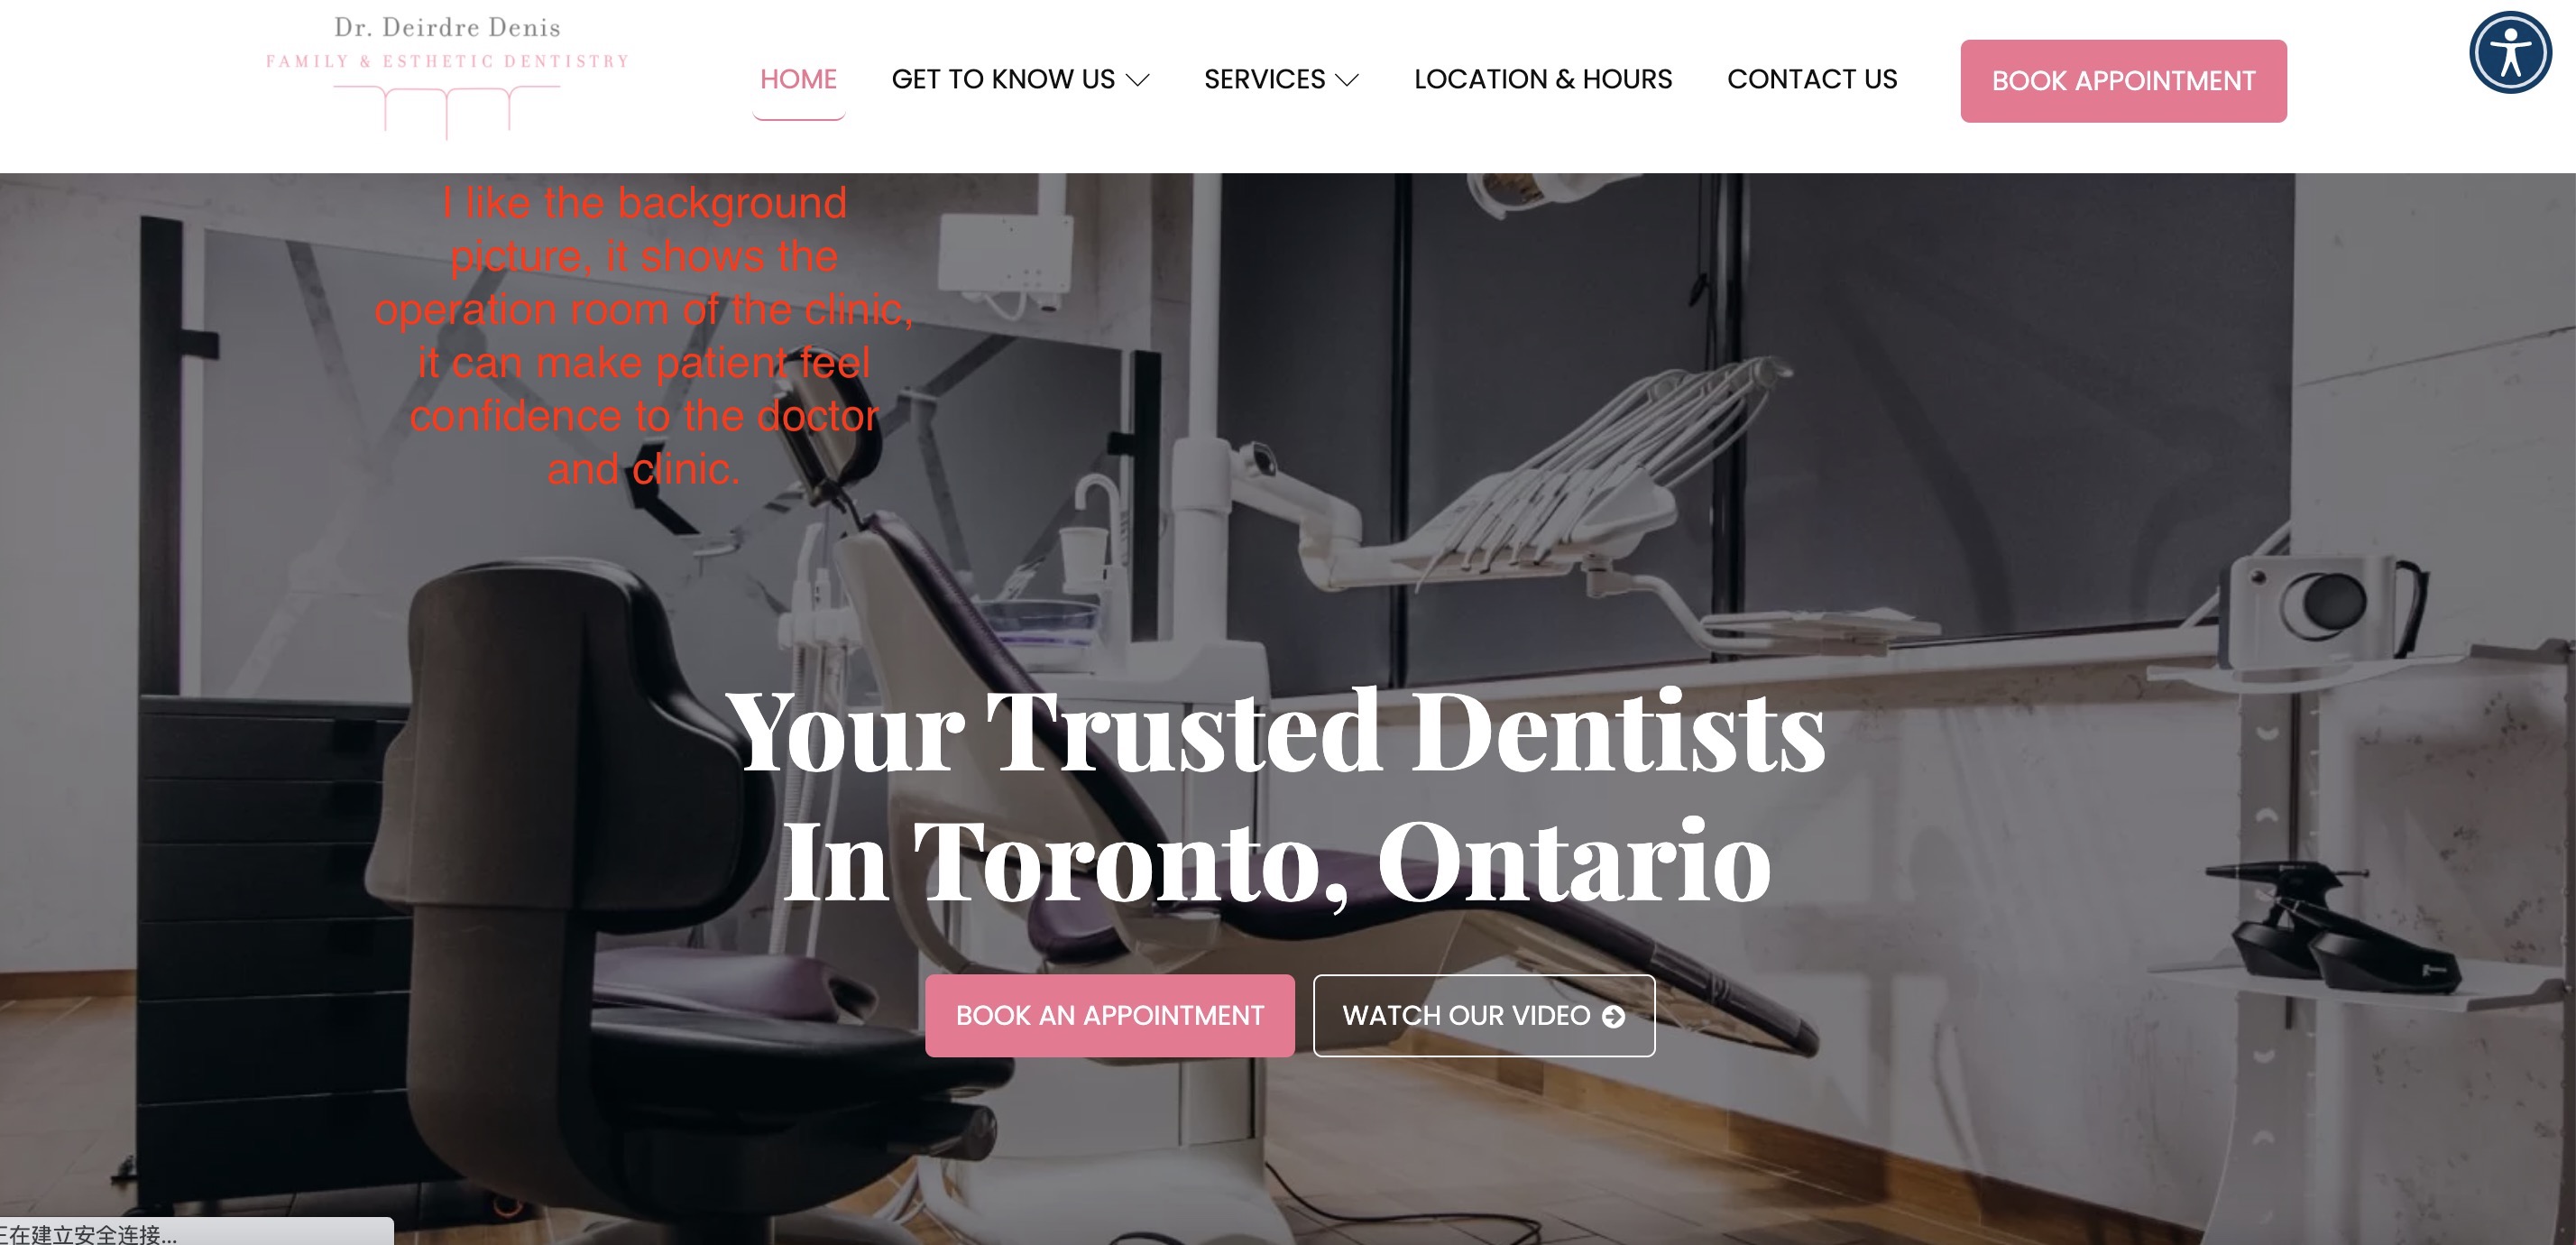 Dr. Deirdre Denis
FAMILY & ESTHETIC DENTISTRY
HOME
GET TO KNOW US
SERVICES
LOCATION & HOURS
CONTACT US
BOOK APPOINTMENT
I like the background
picture, it shows the
operation room of the clinic,
it can make patient feel
confidence to the doctor
and clinic.
Your Trusted Dentists
In Toronto, Ontario
BOOK AN APPOINTMENT
WATCH OUR VIDEO
正在建立安全连接...